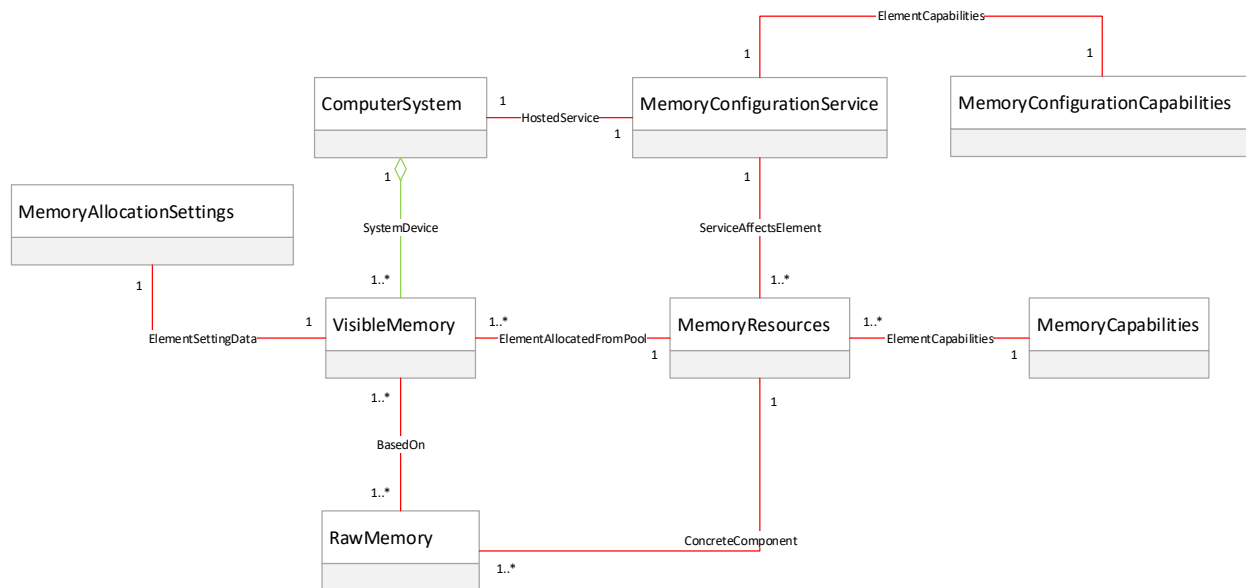 ElementCapabilities
1
1
ComputerSystem
1
HostedService
1
MemoryConfigurationService
MemoryConfigurationCapabilities
1
1
MemoryAllocationSettings
SystemDevice
ServiceAffectsElement
1
1..*
1..*
VisibleMemory
MemoryResources
MemoryCapabilities
1
ElementSettingData
1..*
ElementAllocatedFromPool
1
1..*
ElementCapabilities
1
1..*
1
BasedOn
1..*
RawMemory
ConcreteComponent
1..*